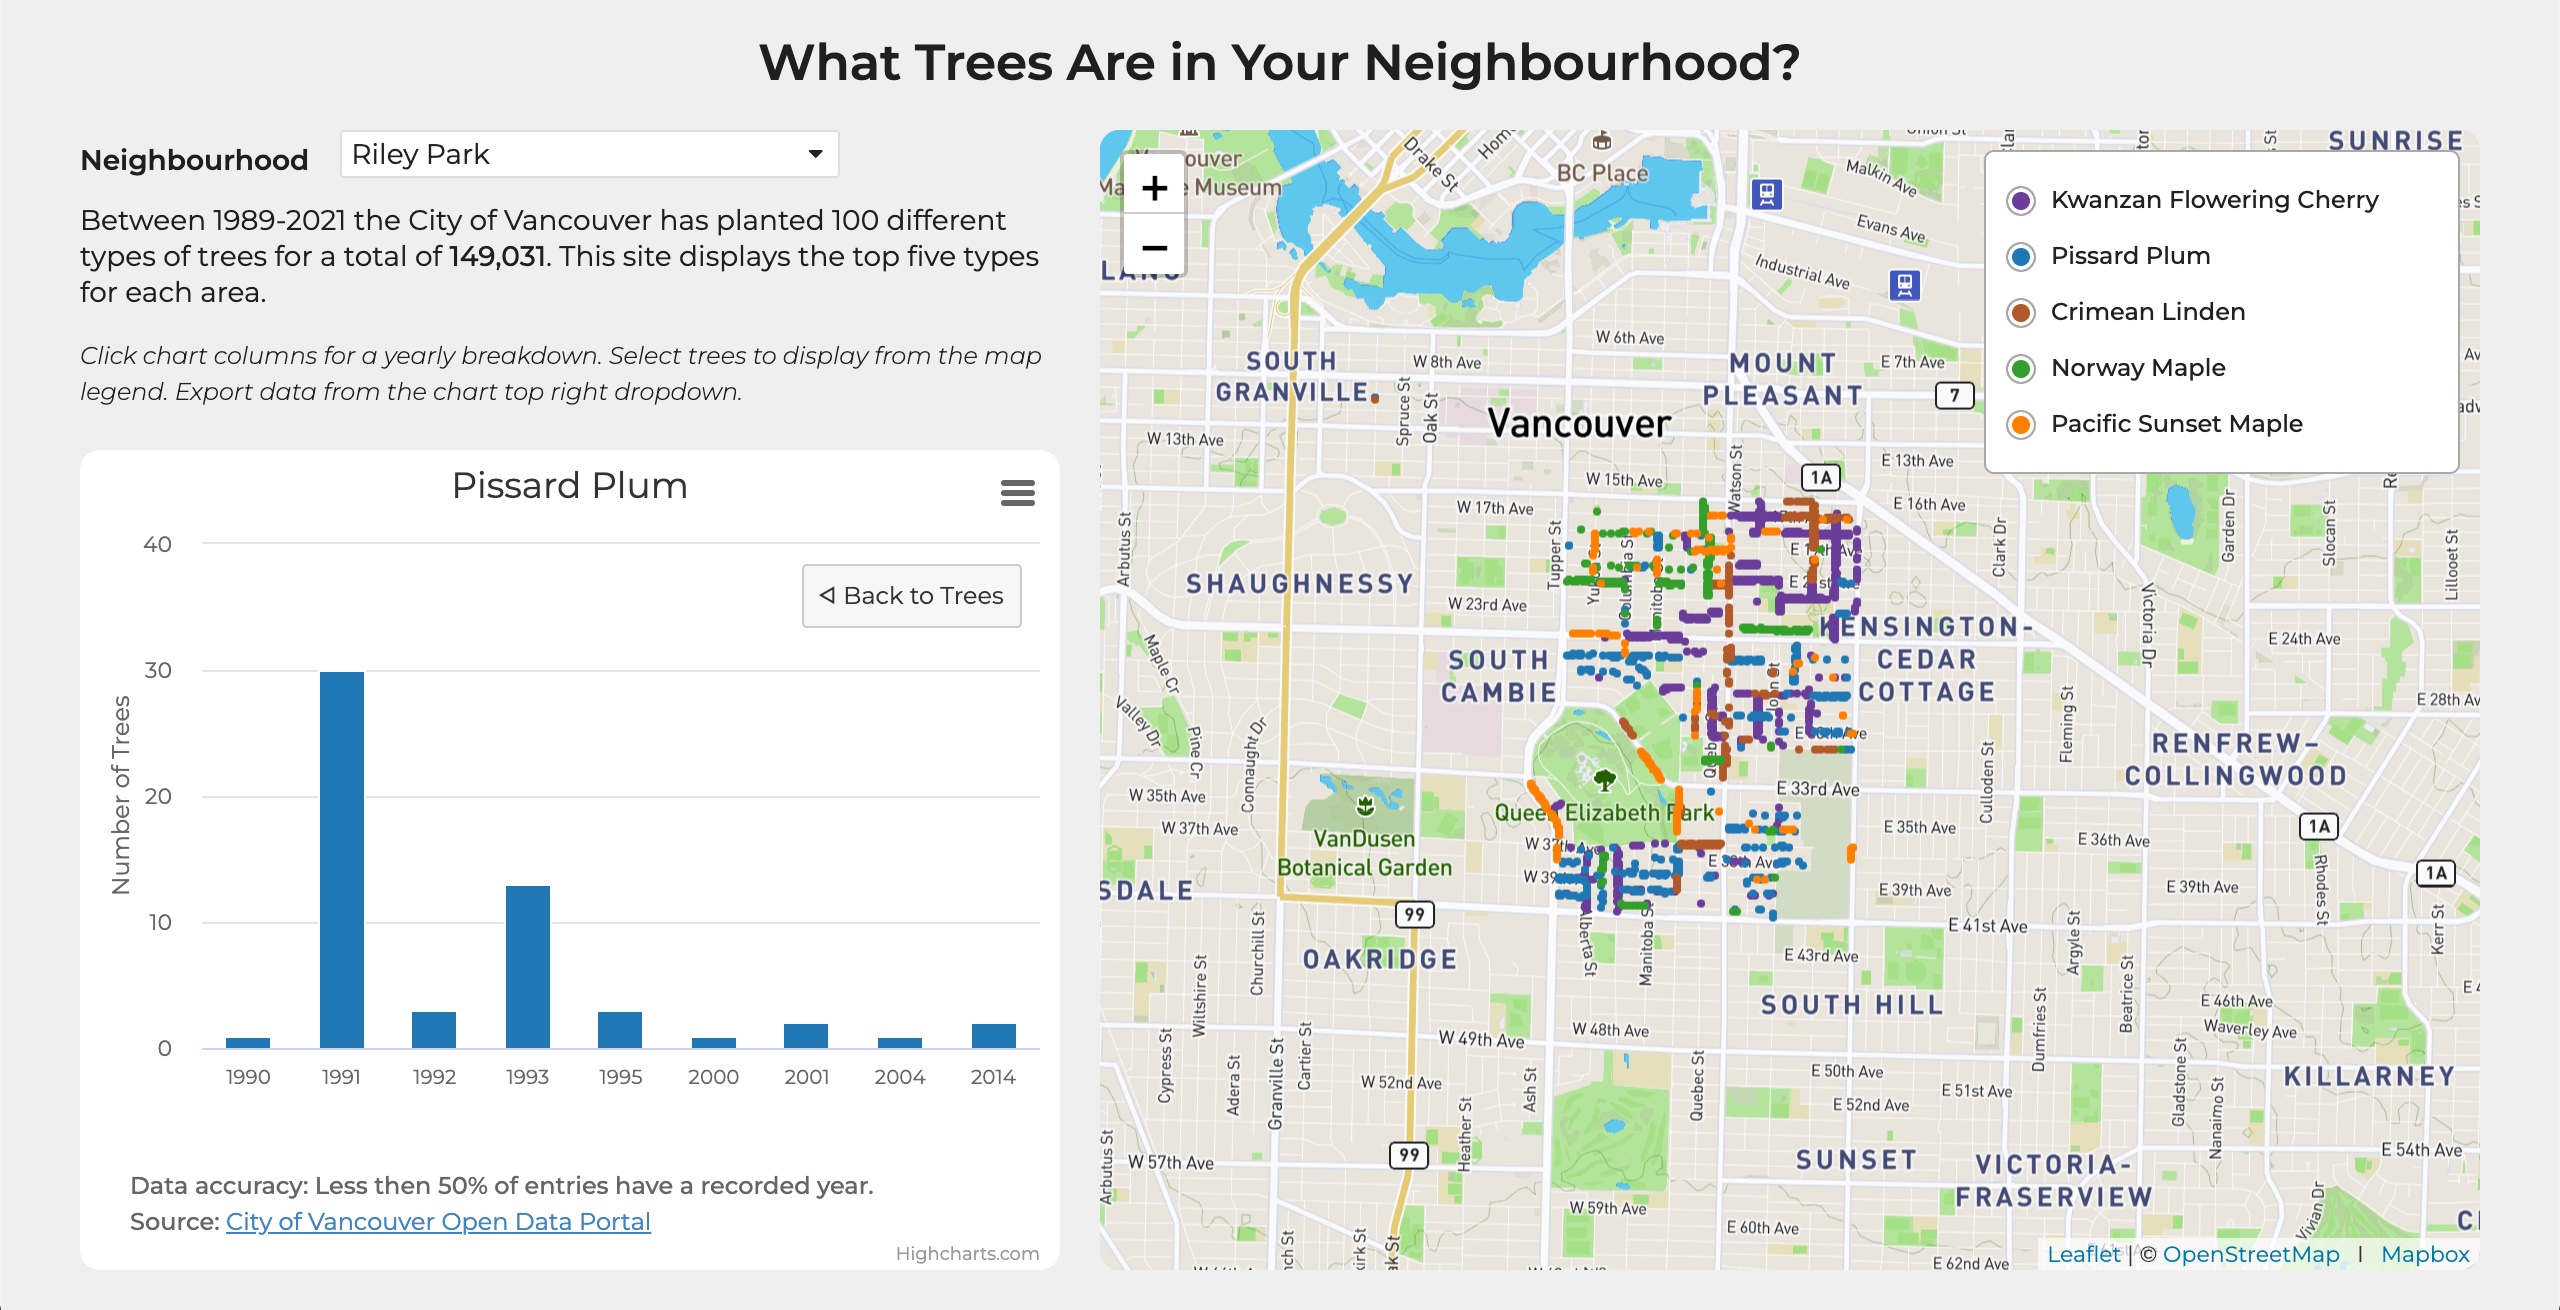 What Trees Are in Your Neighbourhood?
Neighbourhood
Riley Park
Between 1989-2021 the City of Vancouver has planted 100 different
types of trees for a total of 149,031. This site displays the top five types
for each area.
Click chart columns for a yearly breakdown. Select trees to display from the map
legend. Export data from the chart top right dropdown.
Pissard Plum
◁ Back to Trees
Number of Trees
40
30
20
10
0
1990
1991
1992
1993
1995
2000
2001
2004
2014
Data accuracy: Less then 50% of entries have a recorded year.
Source: City of Vancouver Open Data Portal
Highcharts.com
+
−
Kwanzan Flowering Cherry
Pissard Plum
Crimean Linden
Norway Maple
Pacific Sunset Maple
Museum
Drake St
BC Place
Malkin Ave
Evans Ave
Industrial Ave
SUNRISE
W 6th Ave
SOUTH
GRANVILLE
W 8th Ave
MOUNT
PLEASANT
E 7th Ave
7
Spruce St
Oak St
Vancouver
W 13th Ave
E 13th Ave
Watson St
1A
W 15th Ave
W 17th Ave
E 16th Ave
Arbutus St
Tupper St
Clark Dr
Garden Dr
Slocan St
Lillooet St
SHAUGHNESSY
W 23rd Ave
Victoria Dr
KENSINGTON-
CEDAR
COTTAGE
E 24th Ave
SOUTH
CAMBIE
Maple Cr
Valley Dr
Pine Cr
Connaught Dr
Fleming St
E 28th Av
RENFREW-
COLLINGWOOD
W 35th Ave
E 33rd Ave
Culloden St
Queen Elizabeth Park
VanDusen
Botanical Garden
W 37th Ave
W 37th Ave
E 35th Ave
E 36th Ave
1A
1A
Rhodes St
SDALE
E 39th Ave
E 39th Ave
99
E 41st Ave
Kerr St
Alberta St
Manitoba St
Churchill St
Argyle St
OAKRIDGE
E 43rd Ave
Wiltshire St
Beatrice St
SOUTH HILL
E 46th Ave
Waverley Ave
W 48th Ave
W 49th Ave
Dumfries St
Cypress St
Adera St
Granville St
Cartier St
W 52nd Ave
Ash St
Heather St
Quebec St
E 50th Ave
E 51st Ave
E 52nd Ave
Gladstone St
Nanaimo St
KILLARNEY
Arbutus St
W 57th Ave
99
SUNSET
VICTORIA-
FRASERVIEW
E 54th Ave
W 59th Ave
E 60th Ave
Vivian Dr
E 62nd Ave
Leaflet | © OpenStreetMap | Mapbox